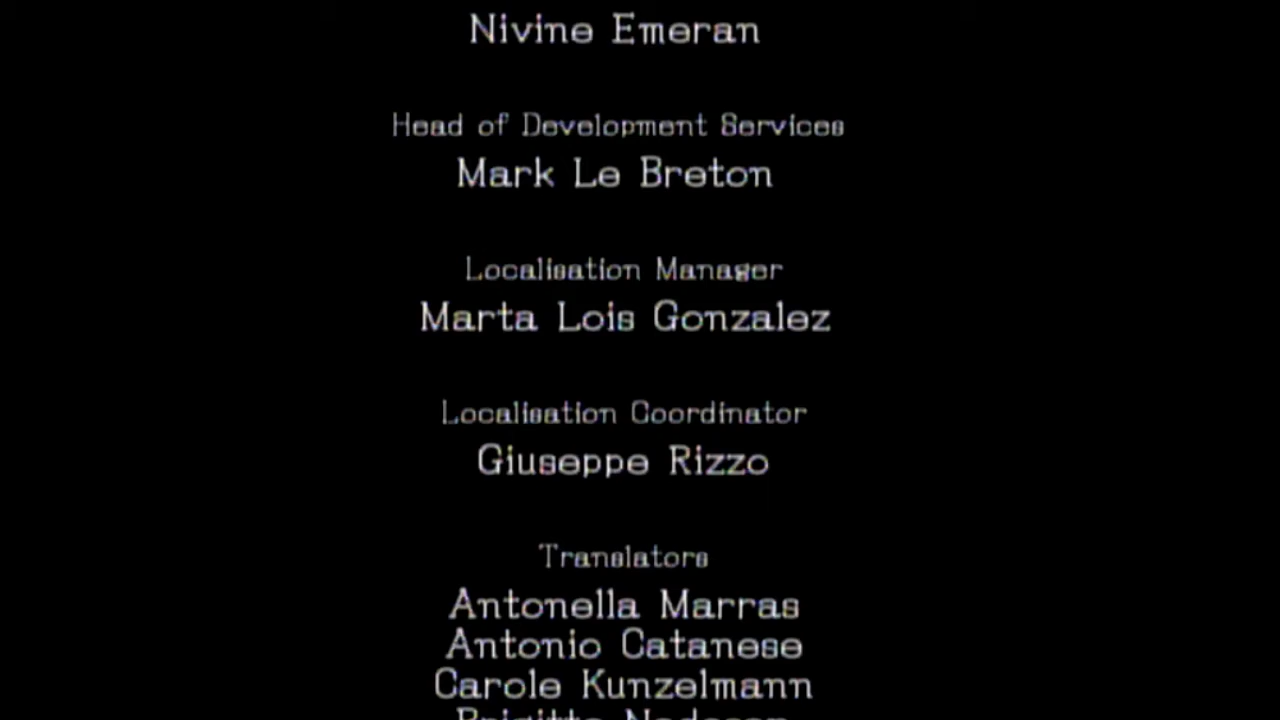 Nivine Emeran
Head of Development Services
Mark Le Breton
Localisation Manager
Marta Lois Gonzalez
Localisation Coordinator
Giuseppe Rizzo
Translators
Antonella Marras
Antonio Catanese
Carole Kunzelmann